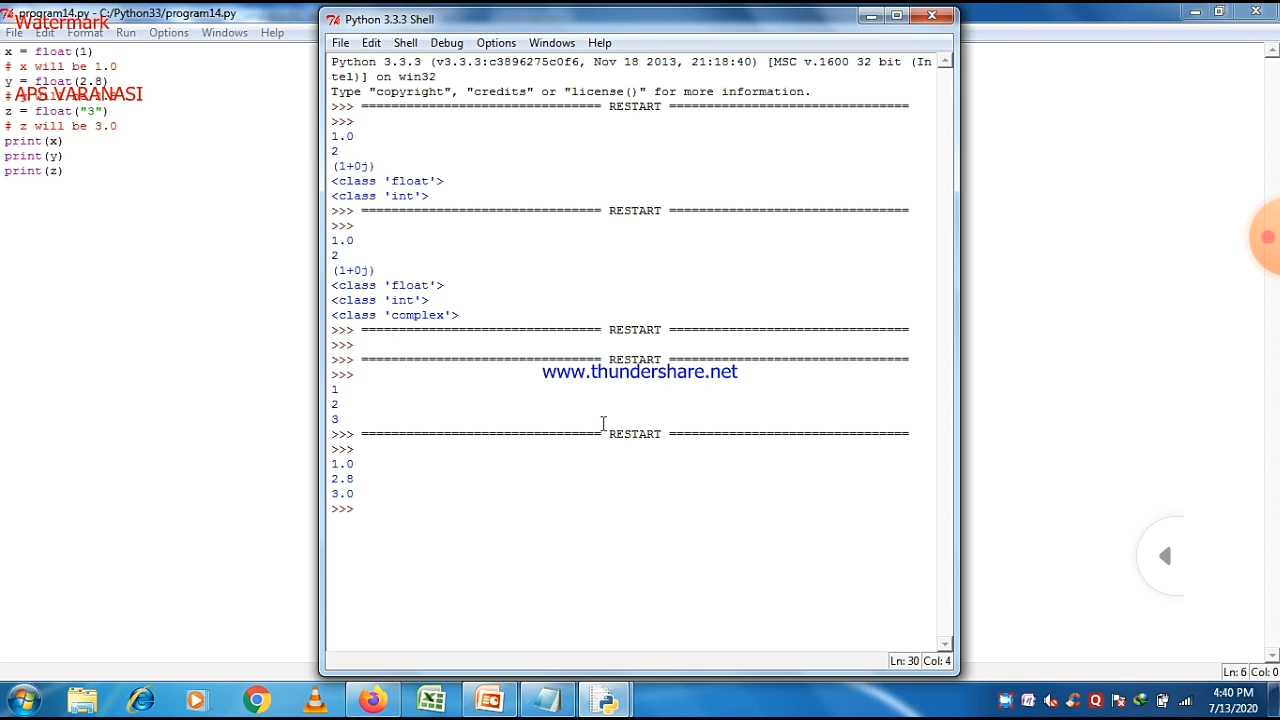 program14.py - C:/Python33/program14.py
Watermark
File Edit Format Run Options Windows Help
x = float(1)
# x will be 1.0
y = float(2.8)
APS VARANASI
z = float("3")
# z will be 3.0
print(x)
print(y)
print(z)
Python 3.3.3 Shell
File Edit Shell Debug Options Windows Help
Python 3.3.3 (v3.3.3:c3896275c0f6, Nov 18 2013, 21:18:40) [MSC v.1600 32 bit (In
tel)] on win32
Type "copyright", "credits" or "license()" for more information.
>>> ================================ RESTART ================================
>>>
1.0
2
(1+0j)
<class 'float'>
<class 'int'>
>>> ================================ RESTART ================================
>>>
1.0
2
(1+0j)
<class 'float'>
<class 'int'>
<class 'complex'>
>>> ================================ RESTART ================================
>>>
>>> ================================ RESTART ================================
www.thundershare.net
>>>
1
2
3
>>> ================================ RESTART ================================
>>>
1.0
2.8
3.0
>>>
Ln: 30 Col: 4
Ln: 6 Col: 0
4:40 PM
7/13/2020